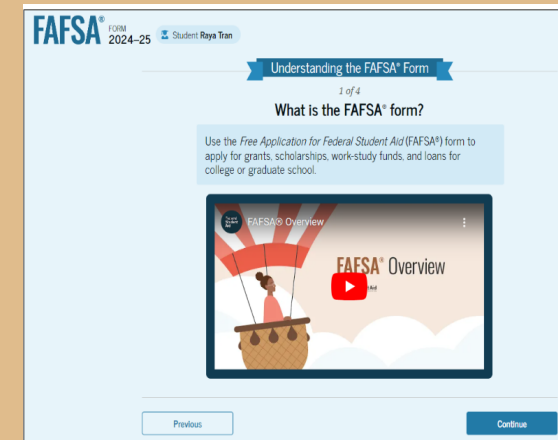 FAFSA® FORM 2024–25 Student Raya Tran
Understanding the FAFSA® Form
1 of 4
What is the FAFSA® form?
Use the Free Application for Federal Student Aid (FAFSA®) form to
apply for grants, scholarships, work-study funds, and loans for
college or graduate school.
FAFSA® Overview
FAFSA® Overview
Previous
Continue